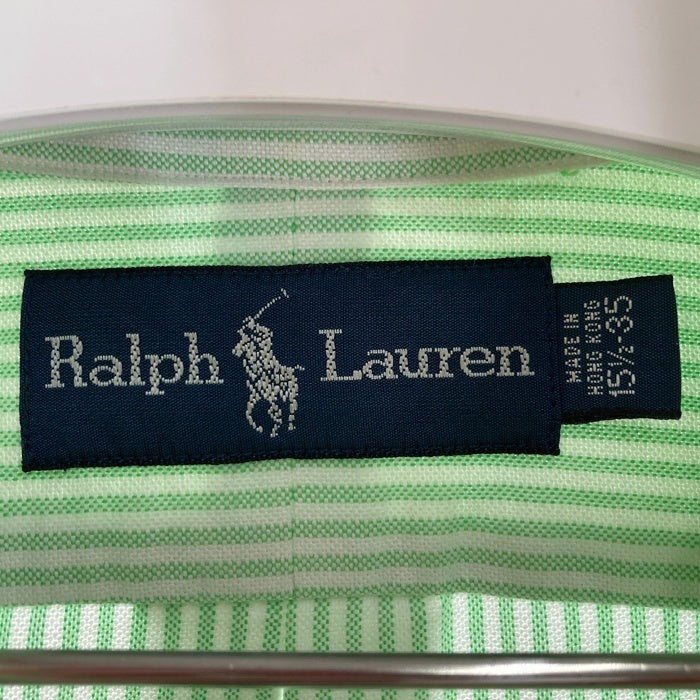 Ralph Lauren
MADE IN
HONG KONG
15½-35